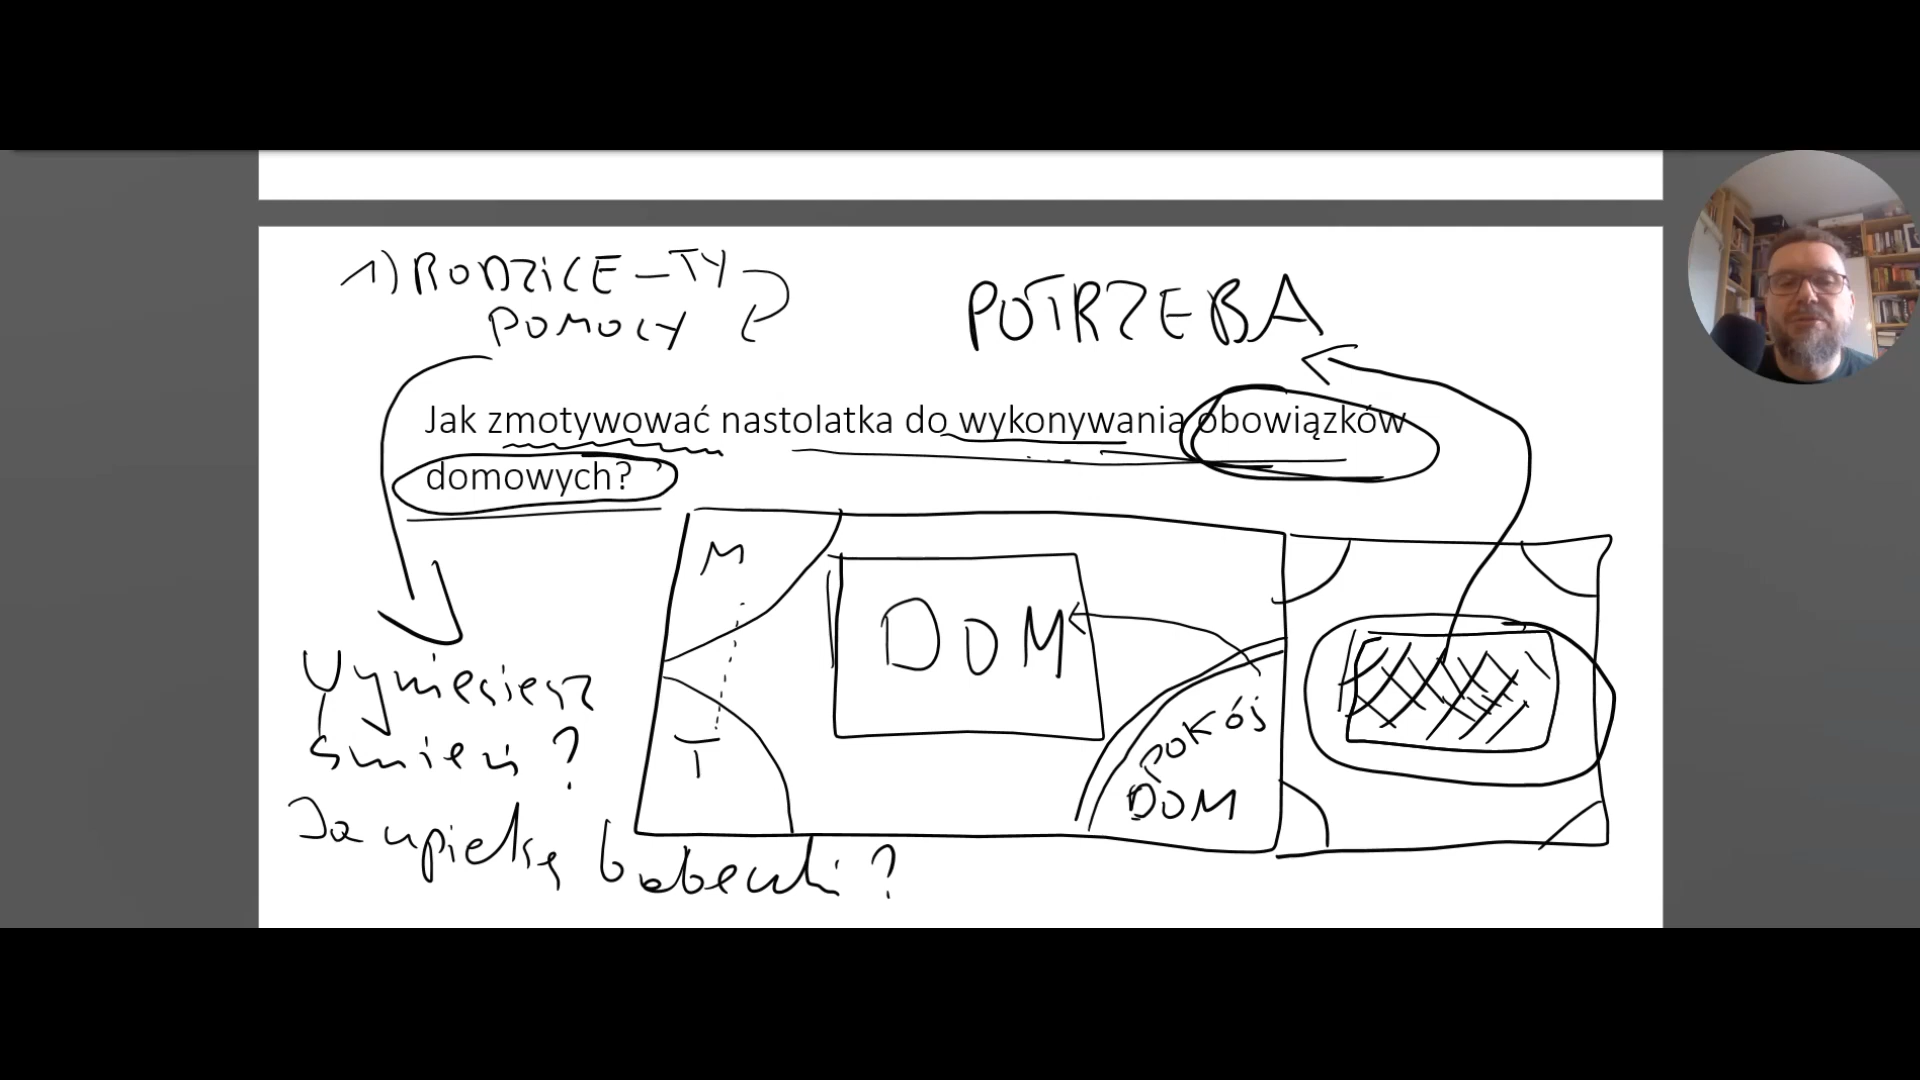 1) RODZICE – TY
POMOCY
POTRZEBA
Jak zmotywować nastolatka do wykonywania obowiązków
domowych?
M
DOM
T
POKÓJ
DOM
Wyniesiesz
śmieci?
Ja upiekę babeczki?